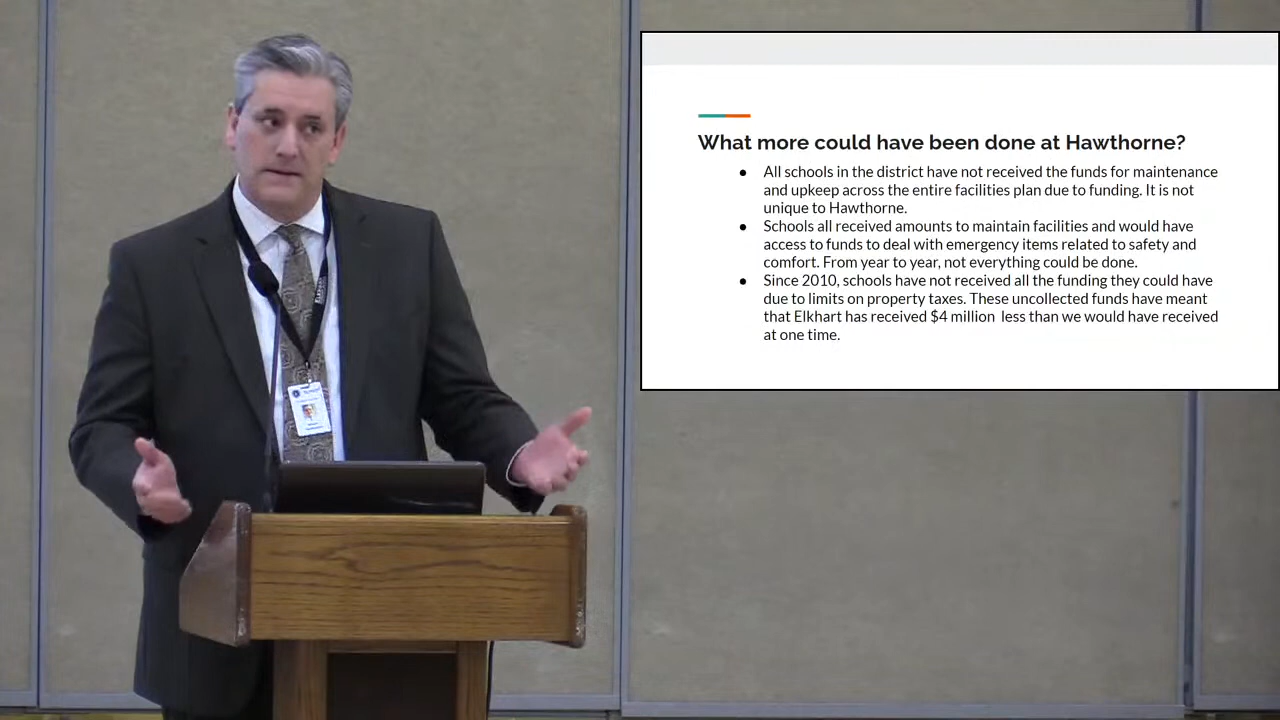 What more could have been done at Hawthorne?
● All schools in the district have not received the funds for maintenance
and upkeep across the entire facilities plan due to funding. It is not
unique to Hawthorne.
● Schools all received amounts to maintain facilities and would have
access to funds to deal with emergency items related to safety and
comfort. From year to year, not everything could be done.
● Since 2010, schools have not received all the funding they could have
due to limits on property taxes. These uncollected funds have meant
that Elkhart has received $4 million less than we would have received
at one time.